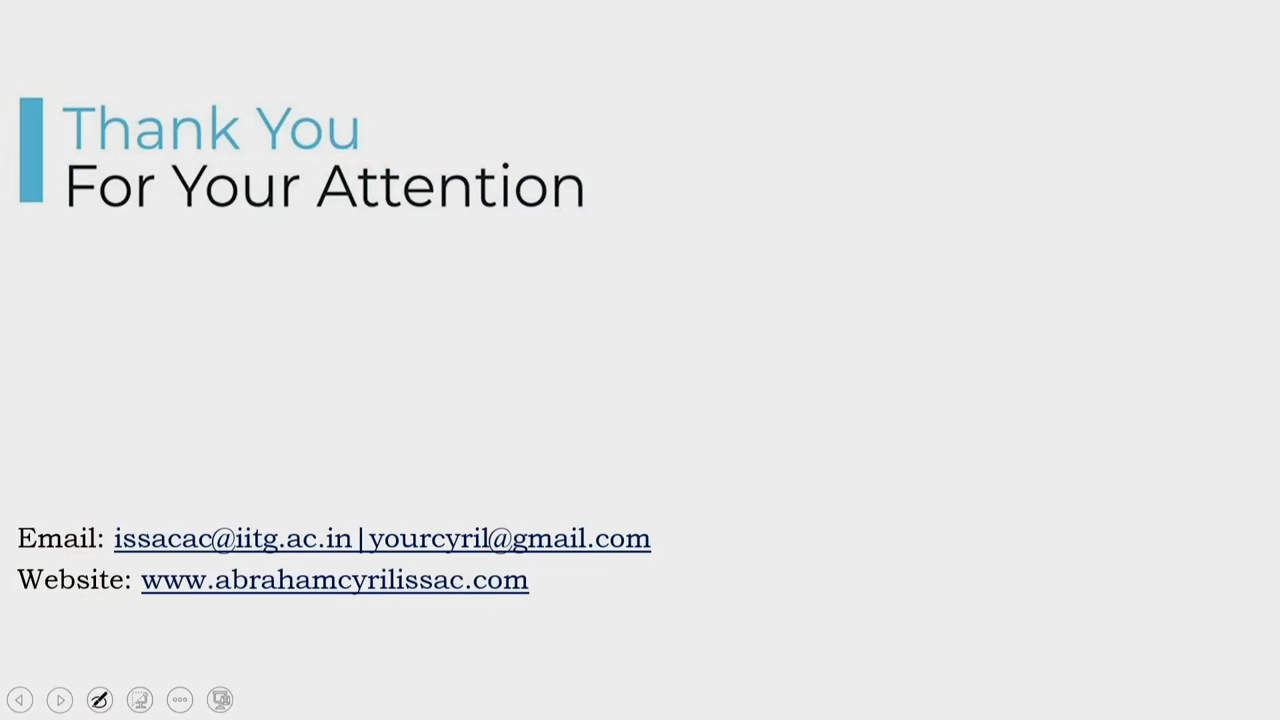 Thank You
For Your Attention
Email: issacac@iitg.ac.in|yourcyril@gmail.com
Website: www.abrahamcyrilissac.com